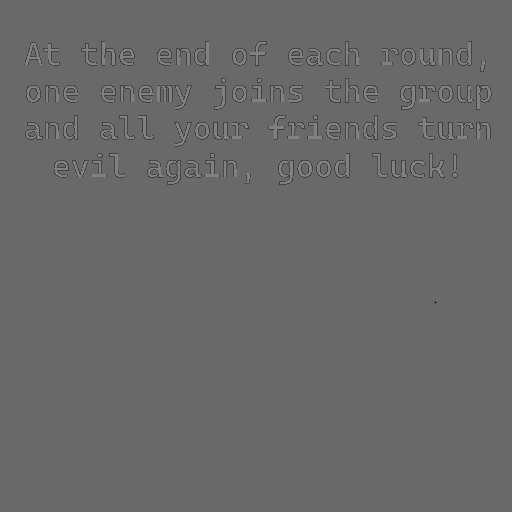 At the end of each round,
one enemy joins the group
and all your friends turn
evil again, good luck!